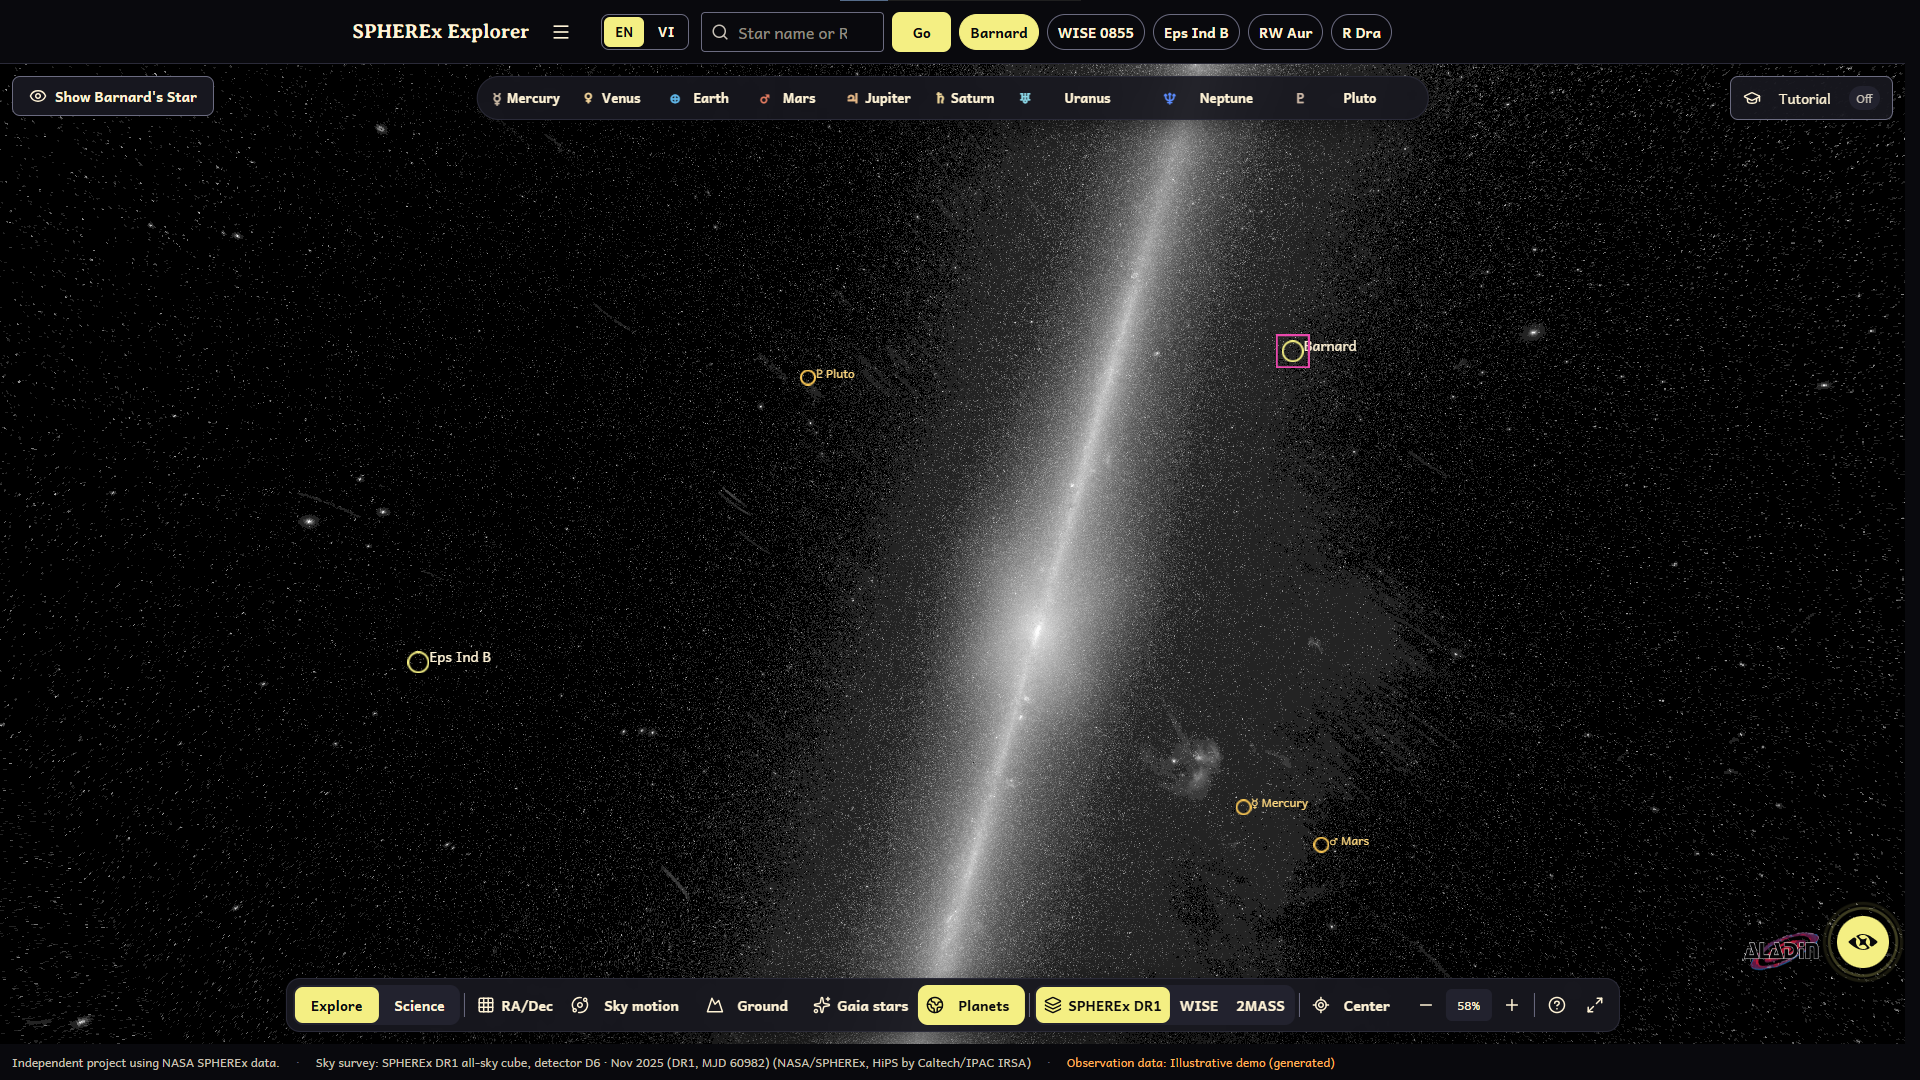 SPHEREx Explorer EN VI Star name or R Go Barnard WISE 0855 Eps Ind B RW Aur R Dra
Show Barnard's Star ☿ Mercury ♀ Venus ⊕ Earth ♂ Mars ♃ Jupiter ♄ Saturn ♅ Uranus ♆ Neptune ♇ Pluto Tutorial Off
Barnard
♇ Pluto
Eps Ind B
☿ Mercury
♂ Mars
ALADIN
Explore Science RA/Dec Sky motion Ground Gaia stars Planets SPHEREx DR1 WISE 2MASS Center − 58% +
Independent project using NASA SPHEREx data. · Sky survey: SPHEREx DR1 all-sky cube, detector D6 · Nov 2025 (DR1, MJD 60982) (NASA/SPHEREx, HiPS by Caltech/IPAC IRSA) · Observation data: Illustrative demo (generated)